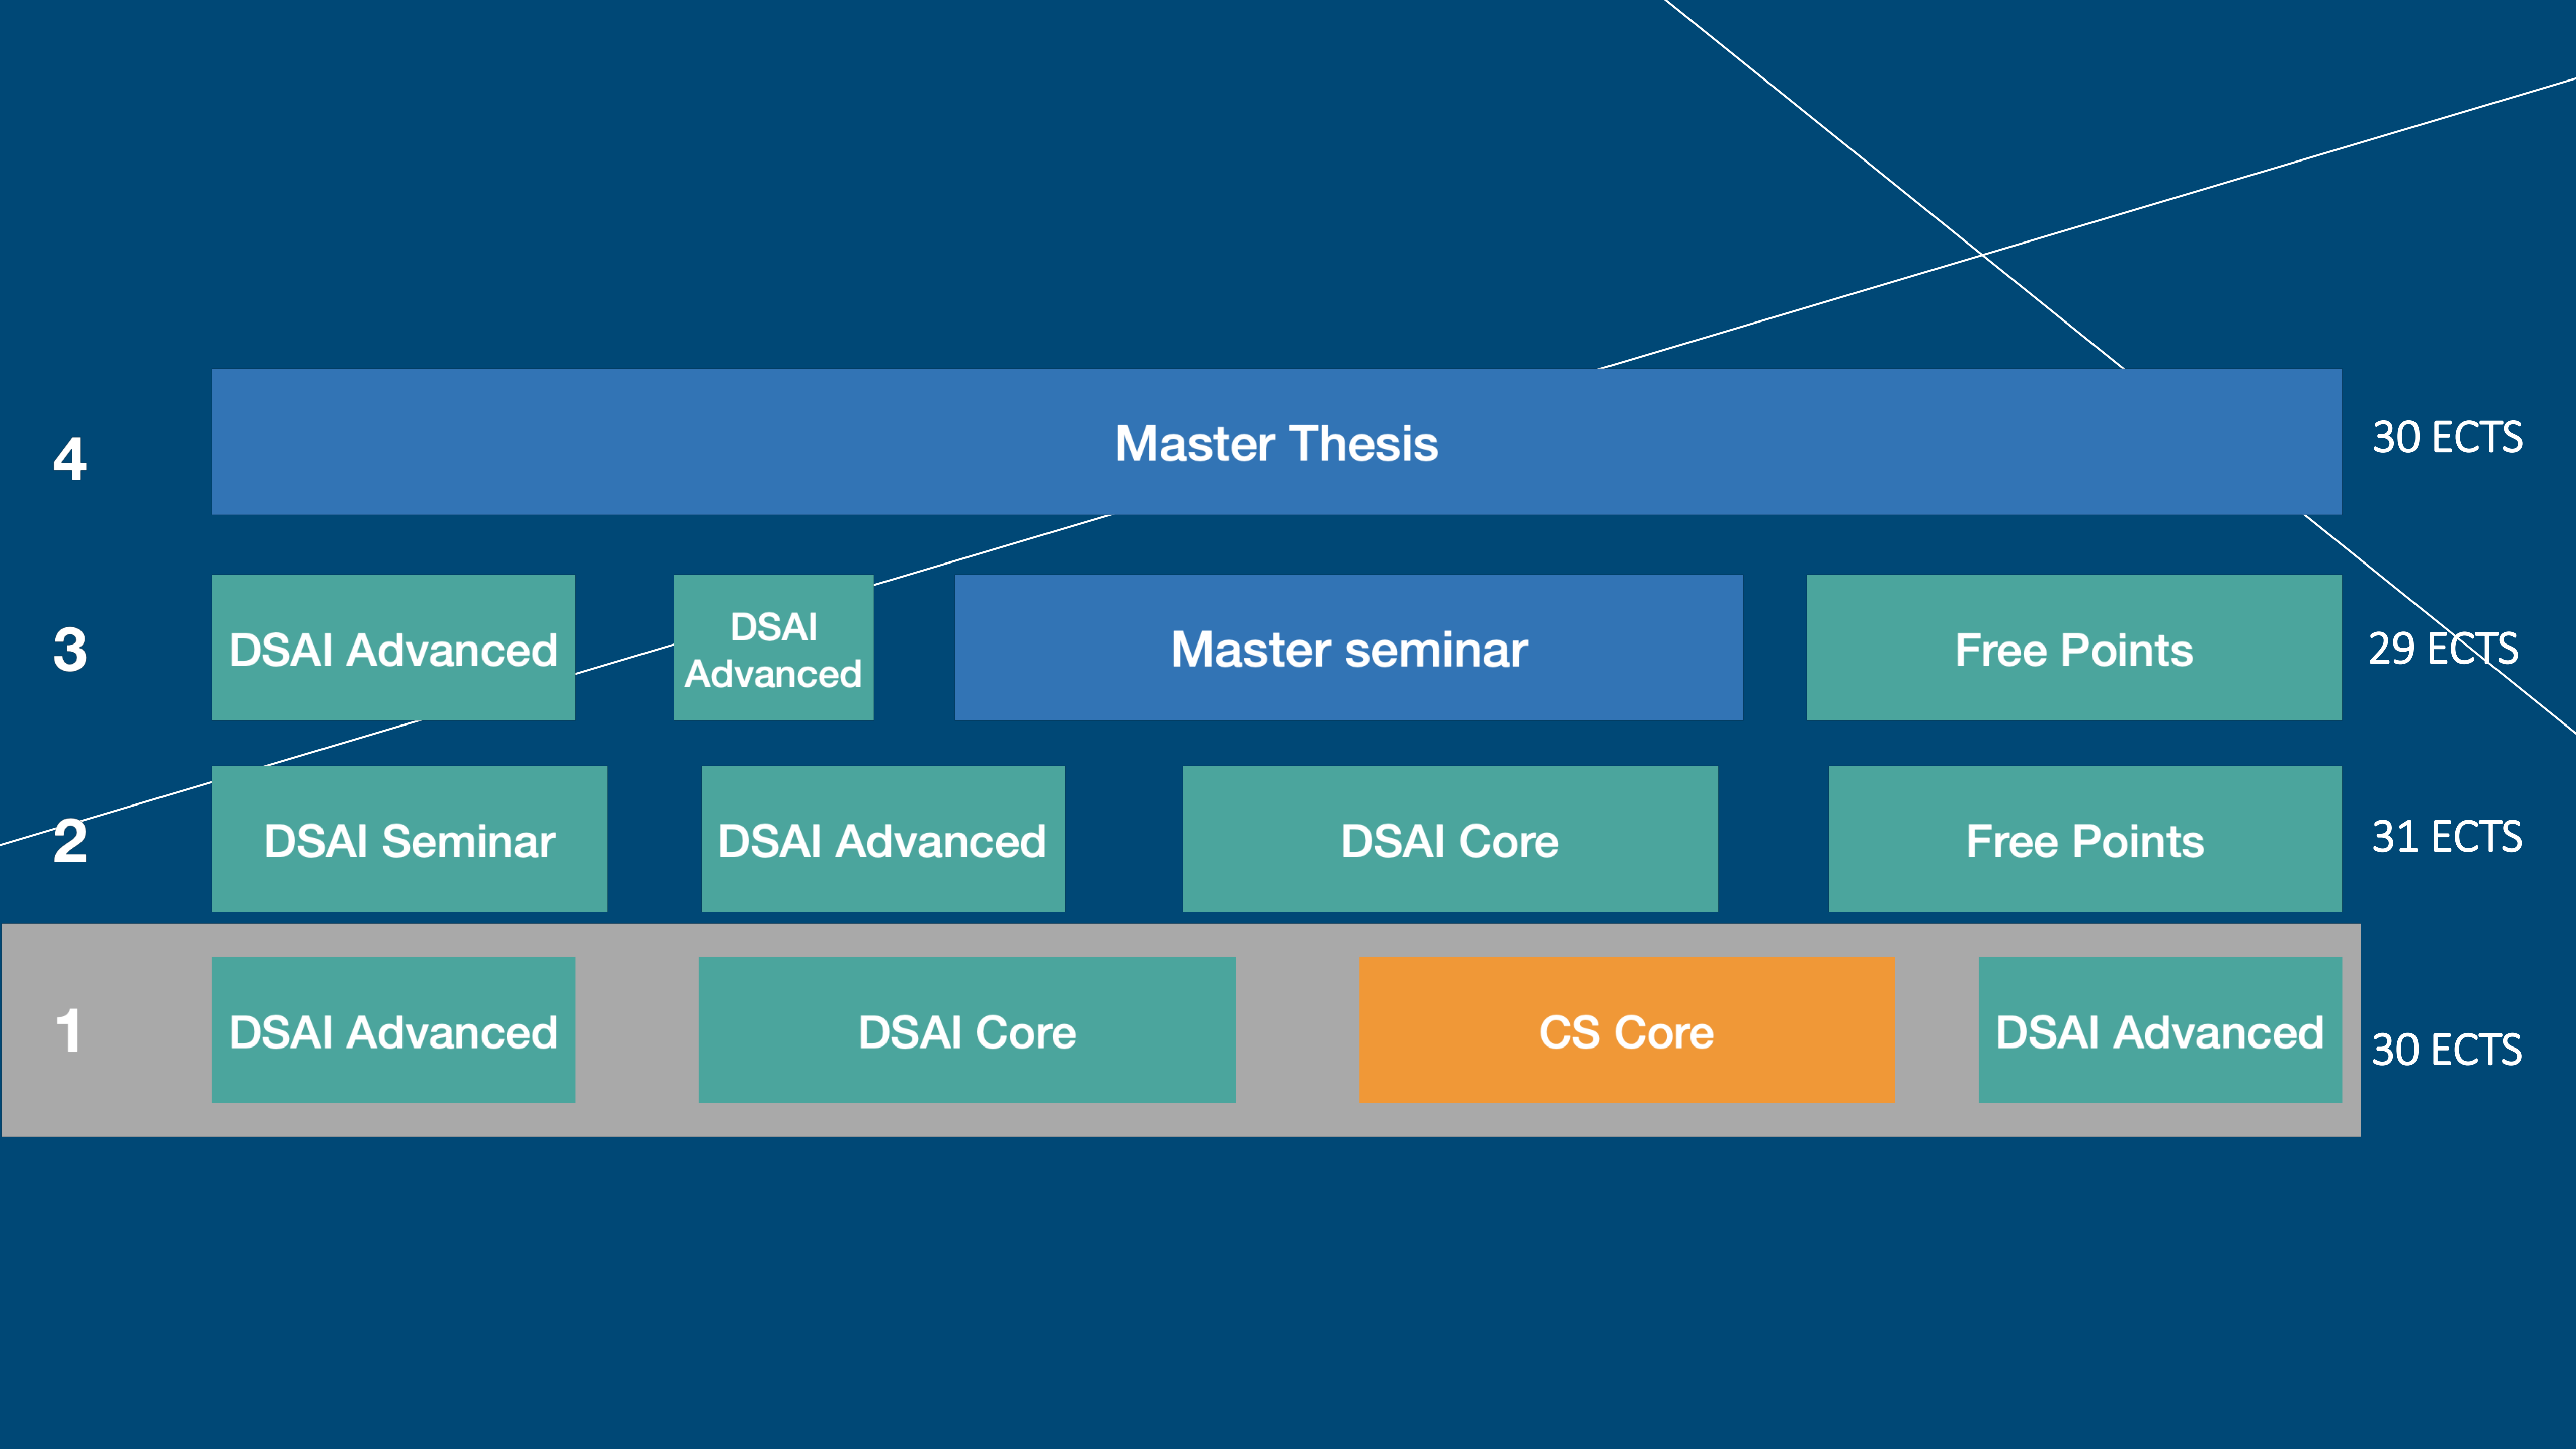 4
Master Thesis
30 ECTS
3
DSAI Advanced
DSAI
Advanced
Master seminar
Free Points
29 ECTS
2
DSAI Seminar
DSAI Advanced
DSAI Core
Free Points
31 ECTS
1
DSAI Advanced
DSAI Core
CS Core
DSAI Advanced
30 ECTS